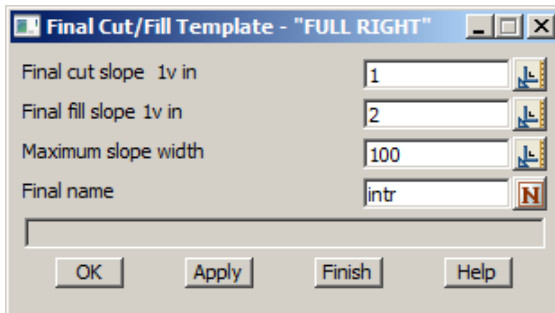 Final Cut/Fill Template - "FULL RIGHT"
Final cut slope 1v in 1
Final fill slope 1v in 2
Maximum slope width 100
Final name intr N
OK Apply Finish Help